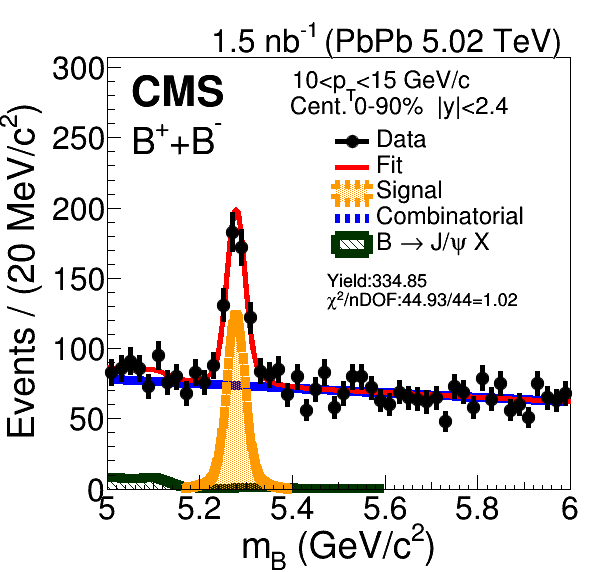 1.5 nb⁻¹ (PbPb 5.02 TeV)
CMS
B⁺+B⁻
10<p_T<15 GeV/c
Cent. 0-90% |y|<2.4
Data
Fit
Signal
Combinatorial
B → J/ψ X
Yield:334.85
χ²/nDOF:44.93/44=1.02
Events / (20 MeV/c²)
300
250
200
150
100
50
0
5 5.2 5.4 5.6 5.8 6
m_B (GeV/c²)